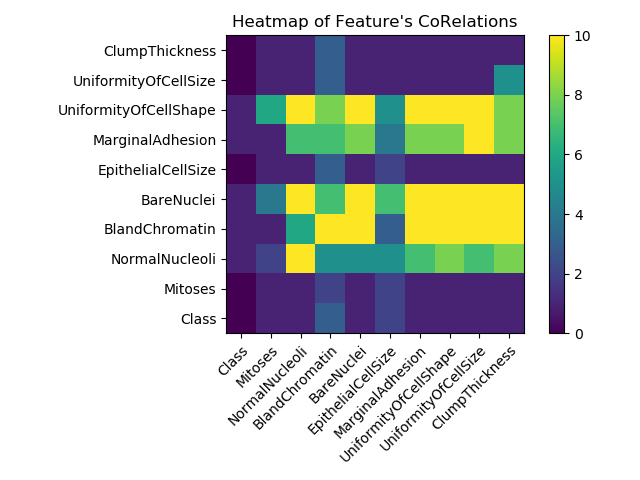 Heatmap of Feature's CoRelations
ClumpThickness
UniformityOfCellSize
UniformityOfCellShape
MarginalAdhesion
EpithelialCellSize
BareNuclei
BlandChromatin
NormalNucleoli
Mitoses
Class
Class
Mitoses
NormalNucleoli
BlandChromatin
BareNuclei
EpithelialCellSize
MarginalAdhesion
UniformityOfCellShape
UniformityOfCellSize
ClumpThickness
10
8
6
4
2
0